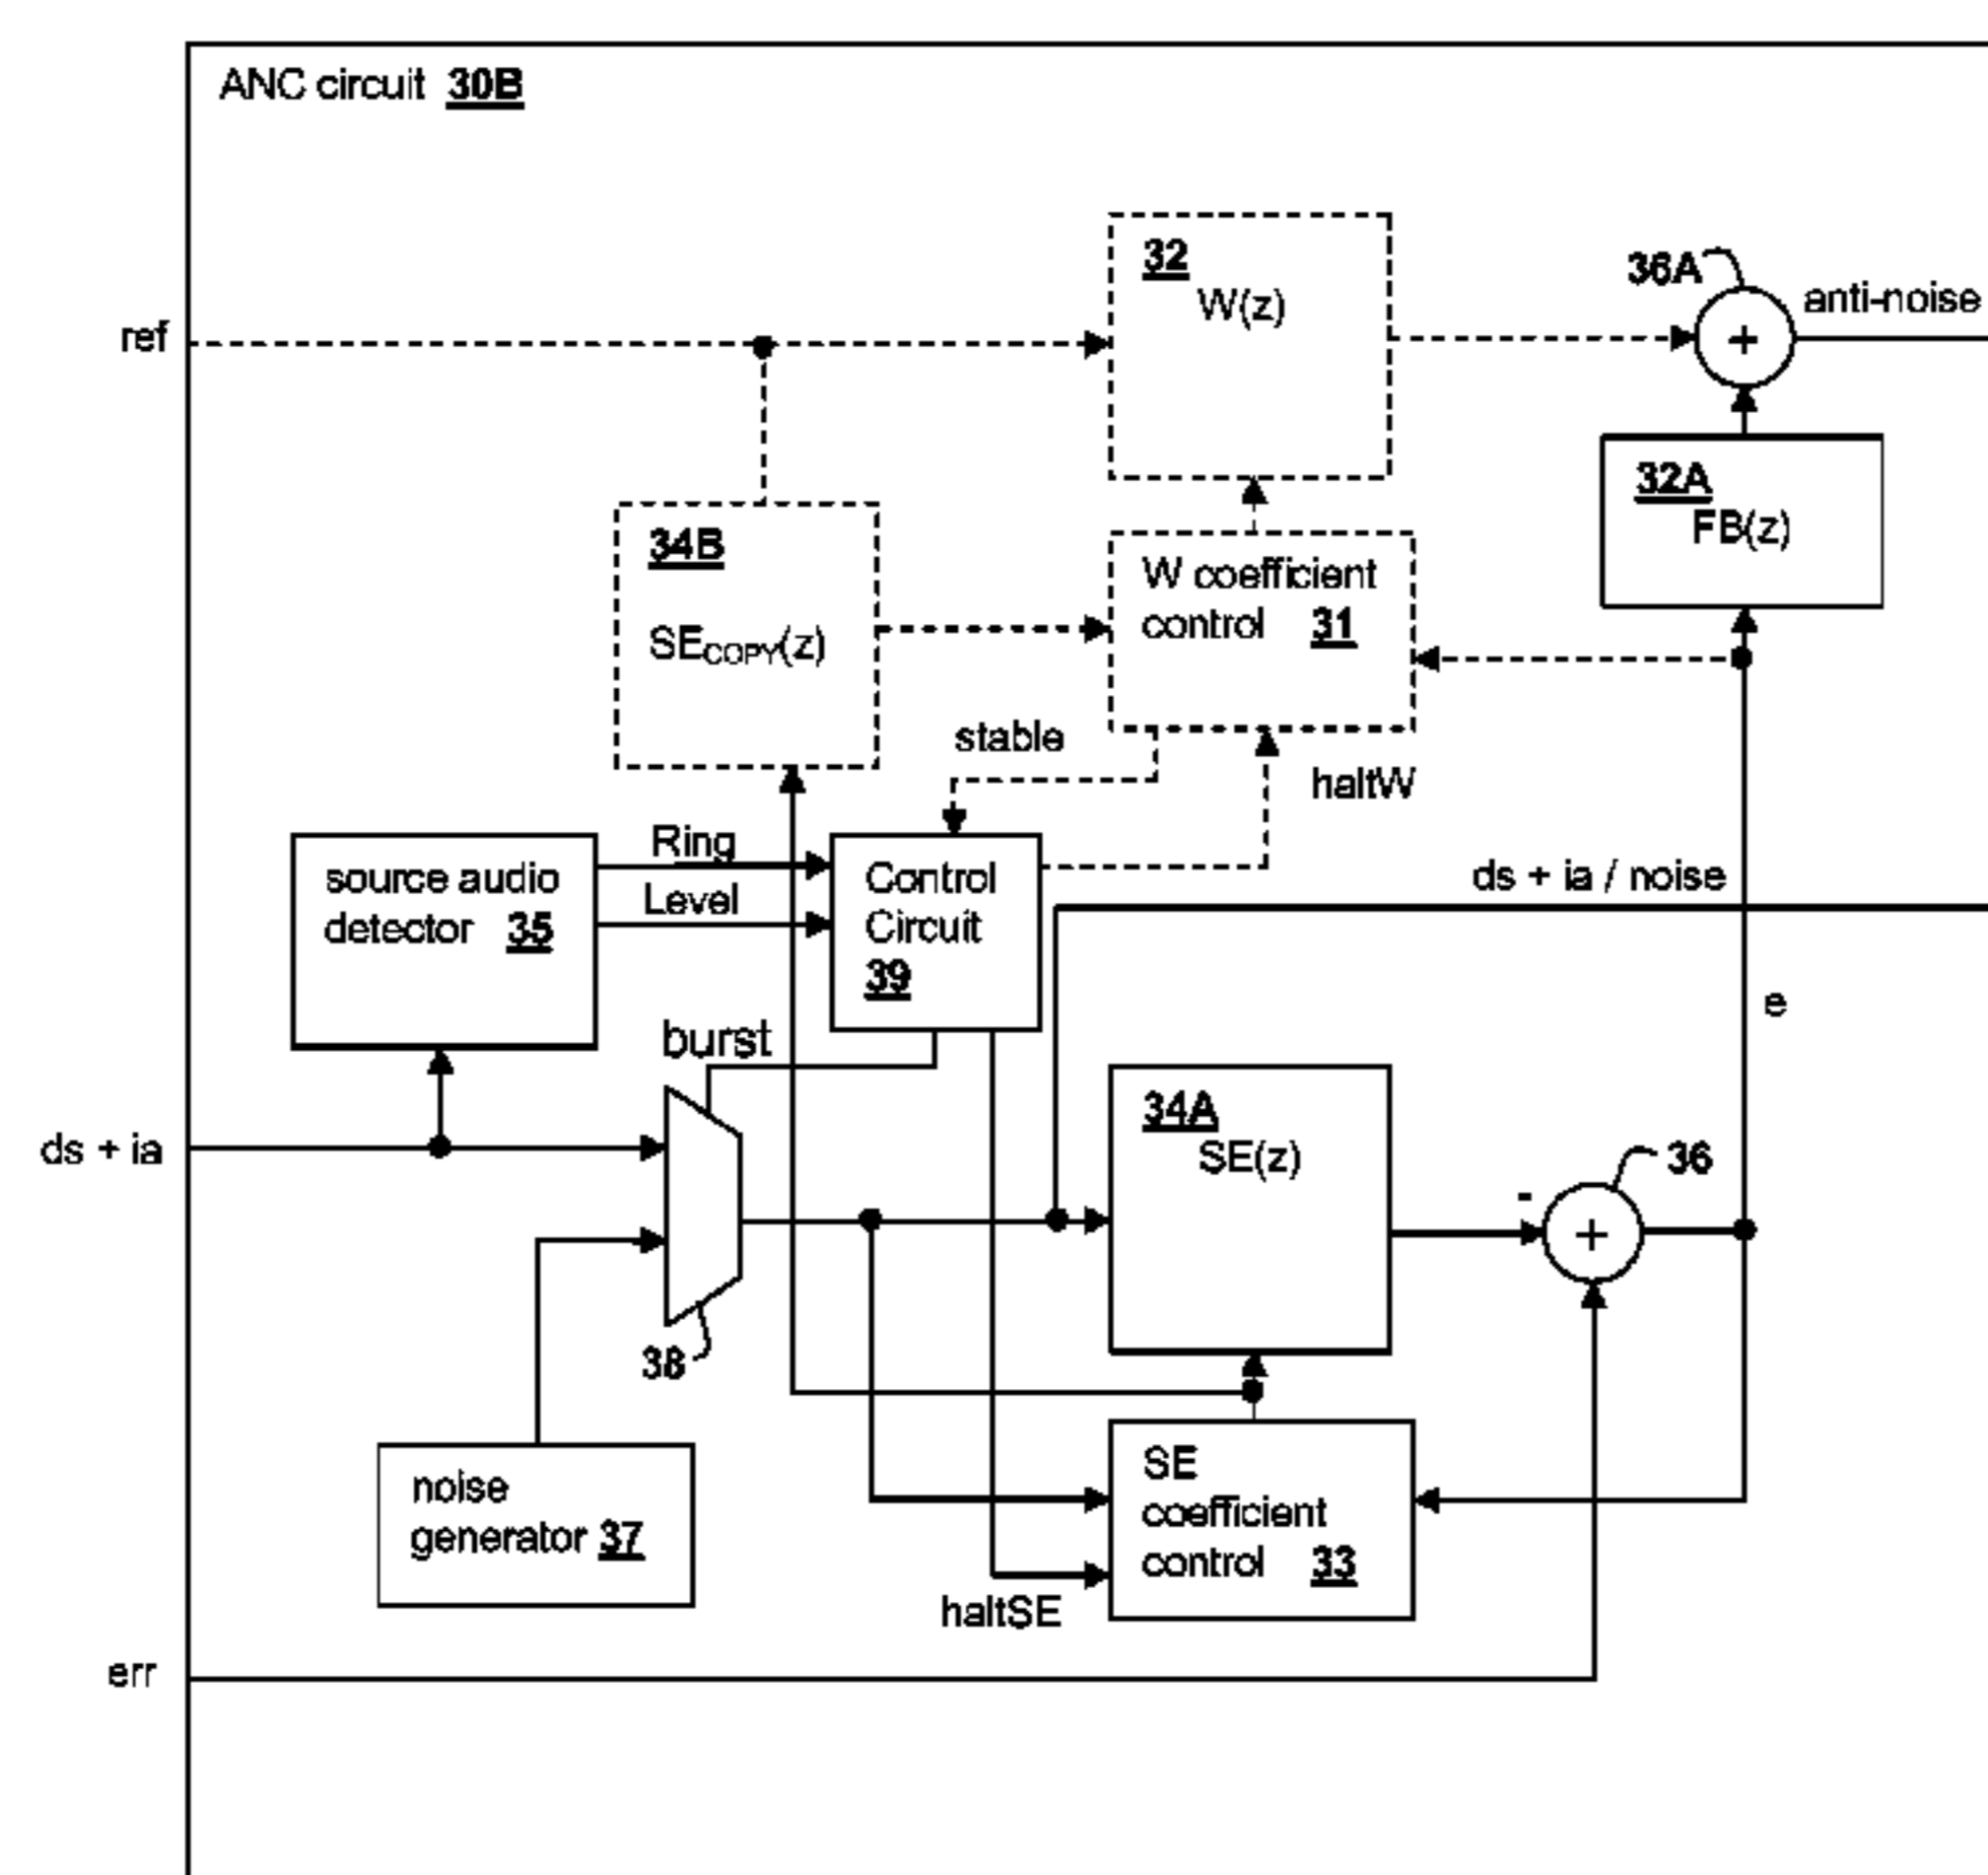 ANC circuit 30B
32
W(z)
36A
+
anti-noise
ref
32A
FB(z)
34B
SECOPY(z)
W coefficient
control 31
stable
haltW
source audio
detector 35
Ring
Level
Control
Circuit
39
ds + ia / noise
e
burst
34A
SE(z)
ds + ia
-
+
36
38
noise
generator 37
SE
coefficient
control 33
haltSE
err